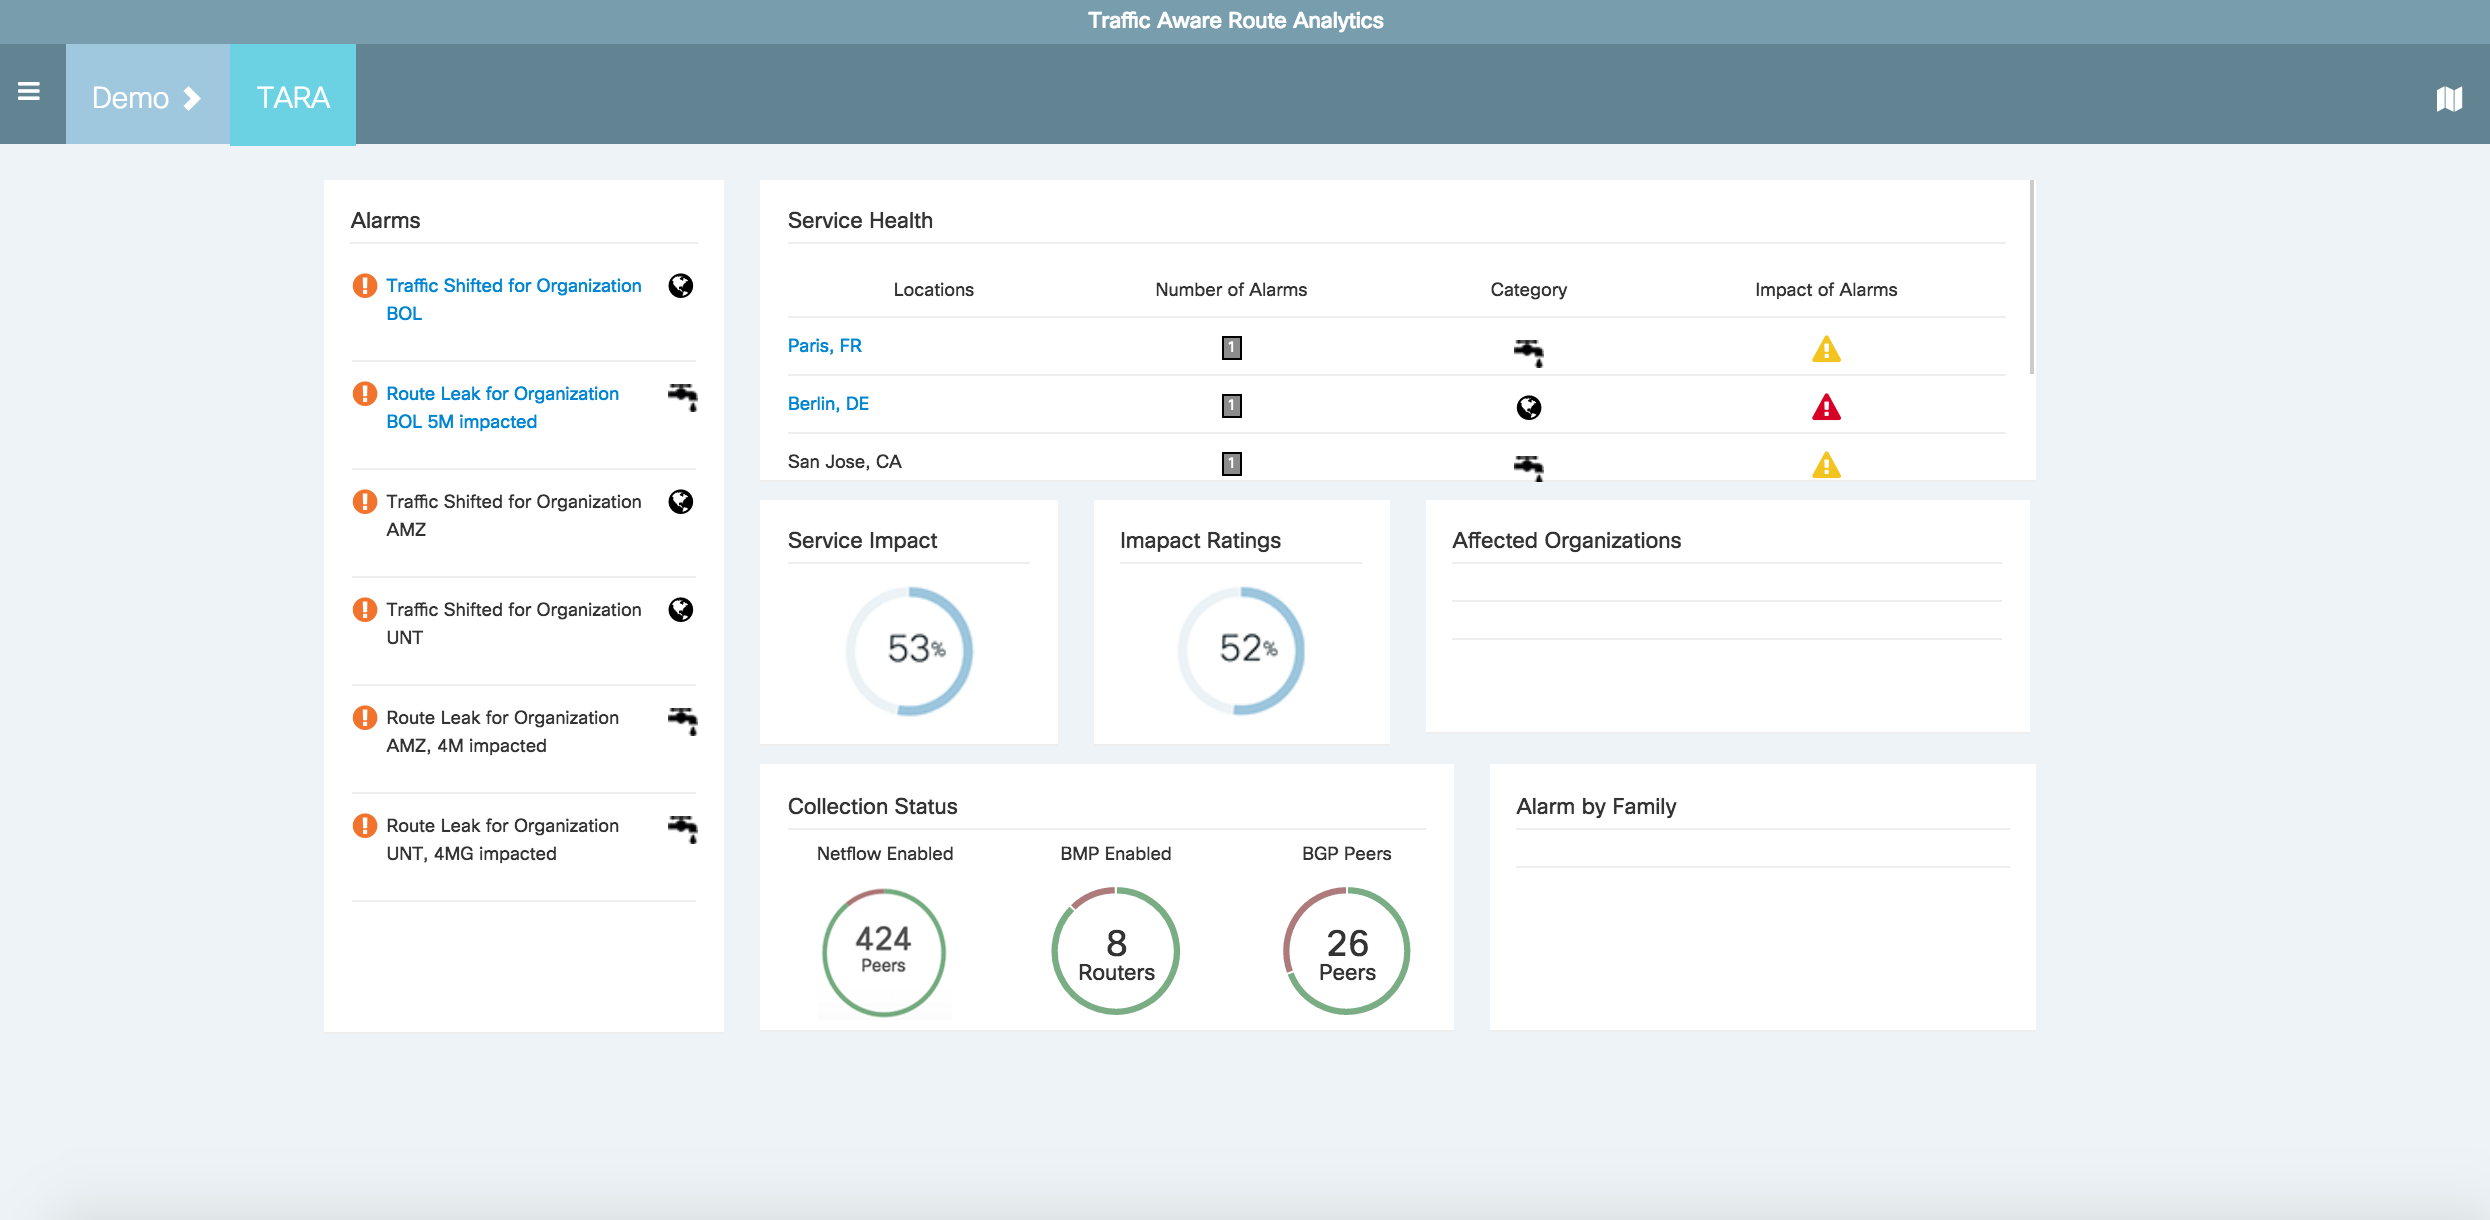 Traffic Aware Route Analytics
Demo
TARA
Alarms
Traffic Shifted for Organization
BOL
Route Leak for Organization
BOL 5M impacted
Traffic Shifted for Organization
AMZ
Traffic Shifted for Organization
UNT
Route Leak for Organization
AMZ, 4M impacted
Route Leak for Organization
UNT, 4MG impacted
Service Health
Locations Number of Alarms Category Impact of Alarms
Paris, FR 1
Berlin, DE 1
San Jose, CA 1
Service Impact
53%
Imapact Ratings
52%
Affected Organizations
Collection Status
Netflow Enabled BMP Enabled BGP Peers
424 8 26
Peers Routers Peers
Alarm by Family